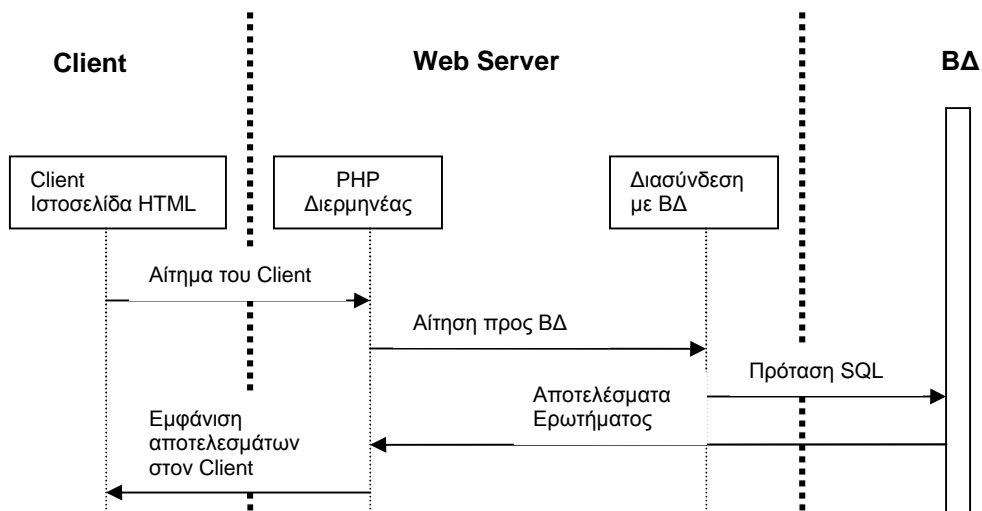 Client
Web Server
ΒΔ
Client
Ιστοσελίδα HTML
PHP
Διερμηνέας
Διασύνδεση
με ΒΔ
Αίτημα του Client
Αίτηση προς ΒΔ
Πρόταση SQL
Αποτελέσματα
Ερωτήματος
Εμφάνιση
αποτελεσμάτων
στον Client